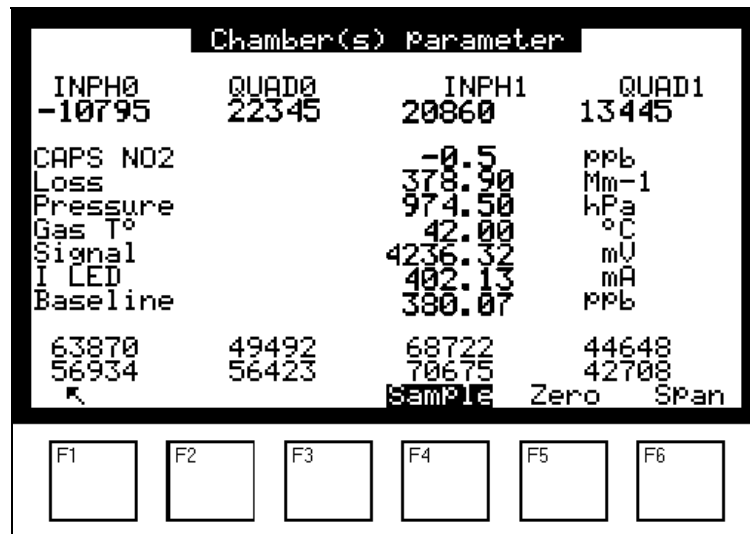 Chamber(s) Parameter
INPH0 QUAD0 INPH1 QUAD1
-10795 22345 20860 13445
CAPS NO2 -0.5 ppb
Loss 378.90 Mm-1
Pressure 974.50 hPa
Gas T° 42.00 °C
Signal 4236.32 mV
I LED 402.13 mA
Baseline 380.07 ppb
63870 49492 68722 44648
56934 56423 70675 42708
Sample Zero Span
F1 F2 F3 F4 F5 F6